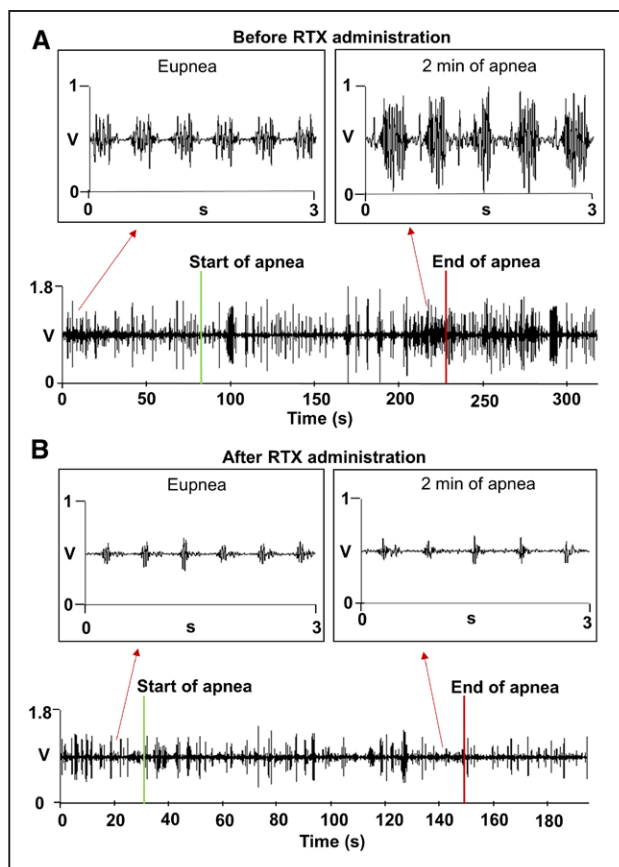 A
Before RTX administration
Eupnea
2 min of apnea
1
V
0
0 s 3
1
V
0
0 s 3
Start of apnea End of apnea
1.8
V
0
0 50 100 150 200 250 300
Time (s)
B
After RTX administration
Eupnea
2 min of apnea
1
V
0
0 s 3
1
V
0
0 s 3
Start of apnea End of apnea
1.8
V
0
0 20 40 60 80 100 120 140 160 180
Time (s)